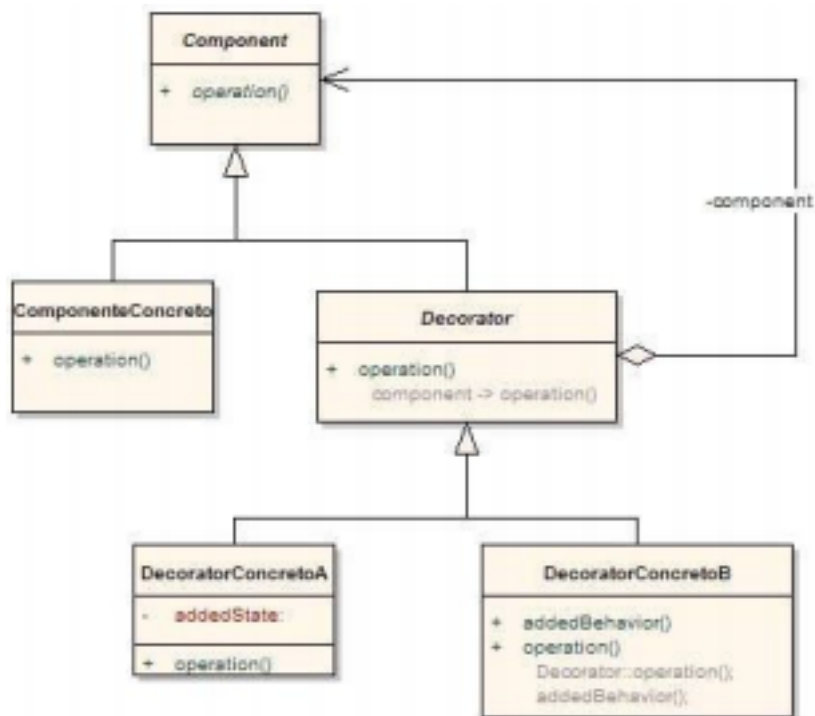 Component
+ operation()
-component
ComponenteConcreto
+ operation()
Decorator
+ operation()
component -> operation()
DecoratorConcretoA
- addedState:
+ operation()
DecoratorConcretoB
+ addedBehavior()
+ operation()
Decorator::operation();
addedBehavior();